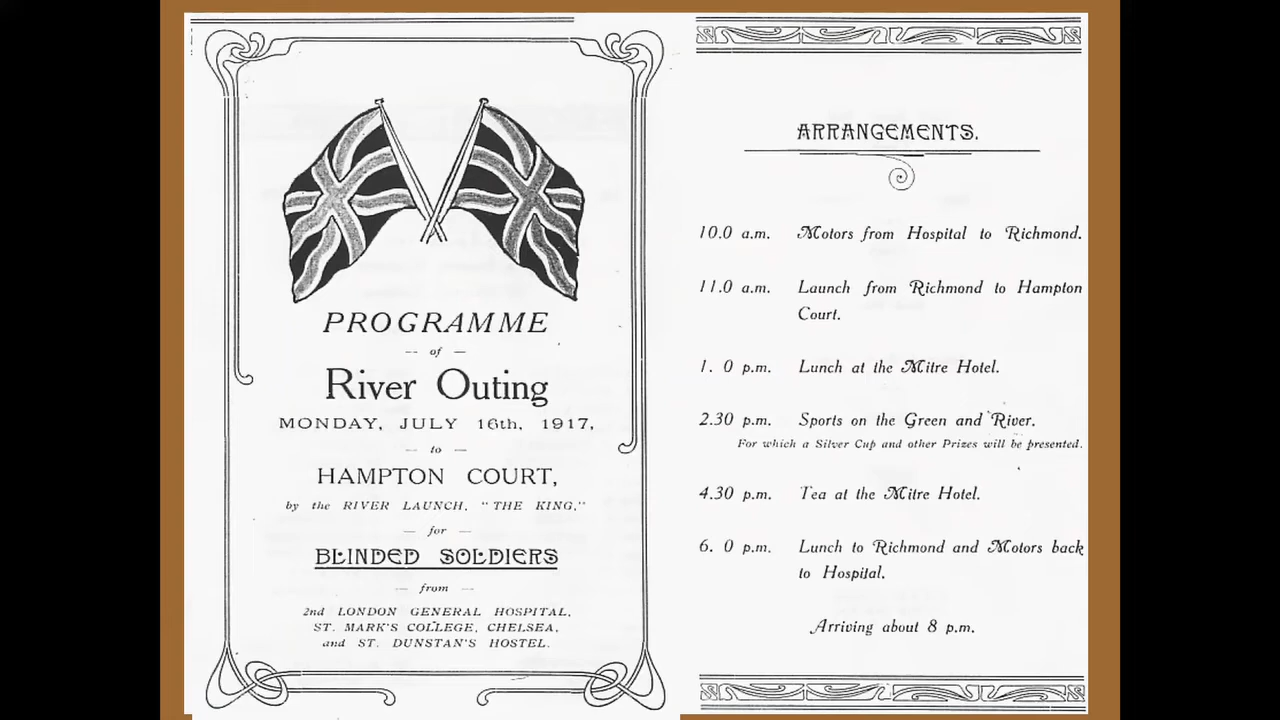 PROGRAMME
-- of --
River Outing
MONDAY, JULY 16th, 1917,
-- to --
HAMPTON COURT,
by the RIVER LAUNCH, "THE KING,"
-- for --
BLINDED SOLDIERS
-- from --
2nd LONDON GENERAL HOSPITAL,
ST. MARK'S COLLEGE, CHELSEA,
and ST. DUNSTAN'S HOSTEL.
ARRANGEMENTS.
10.0 a.m. Motors from Hospital to Richmond.
11.0 a.m. Launch from Richmond to Hampton
Court.
1. 0 p.m. Lunch at the Mitre Hotel.
2.30 p.m. Sports on the Green and River.
For which a Silver Cup and other Prizes will be presented.
4.30 p.m. Tea at the Mitre Hotel.
6. 0 p.m. Lunch to Richmond and Motors back
to Hospital.
Arriving about 8 p.m.